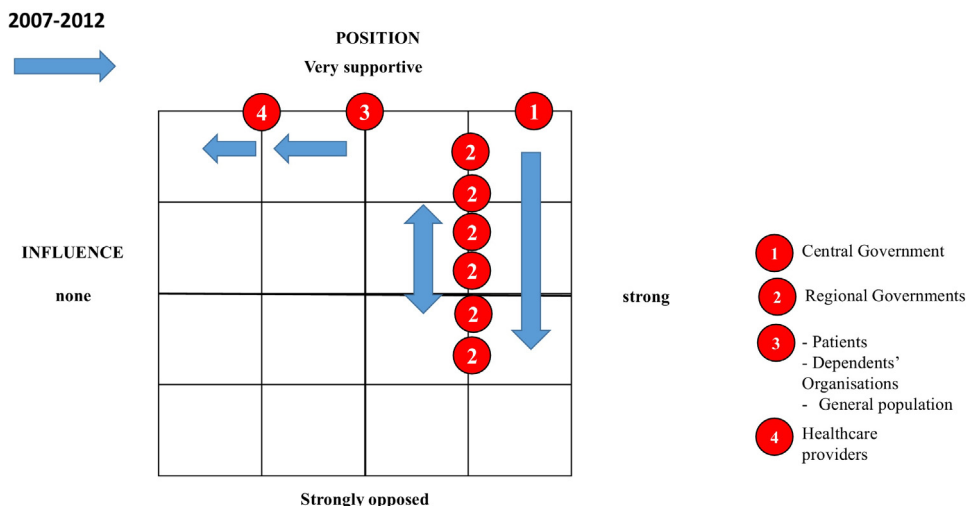 2007-2012
POSITION
Very supportive
4
3
1
2
2
2
2
2
2
INFLUENCE
none
strong
Strongly opposed
1 Central Government
2 Regional Governments
3 - Patients
- Dependents’
Organisations
- General population
4 Healthcare
providers